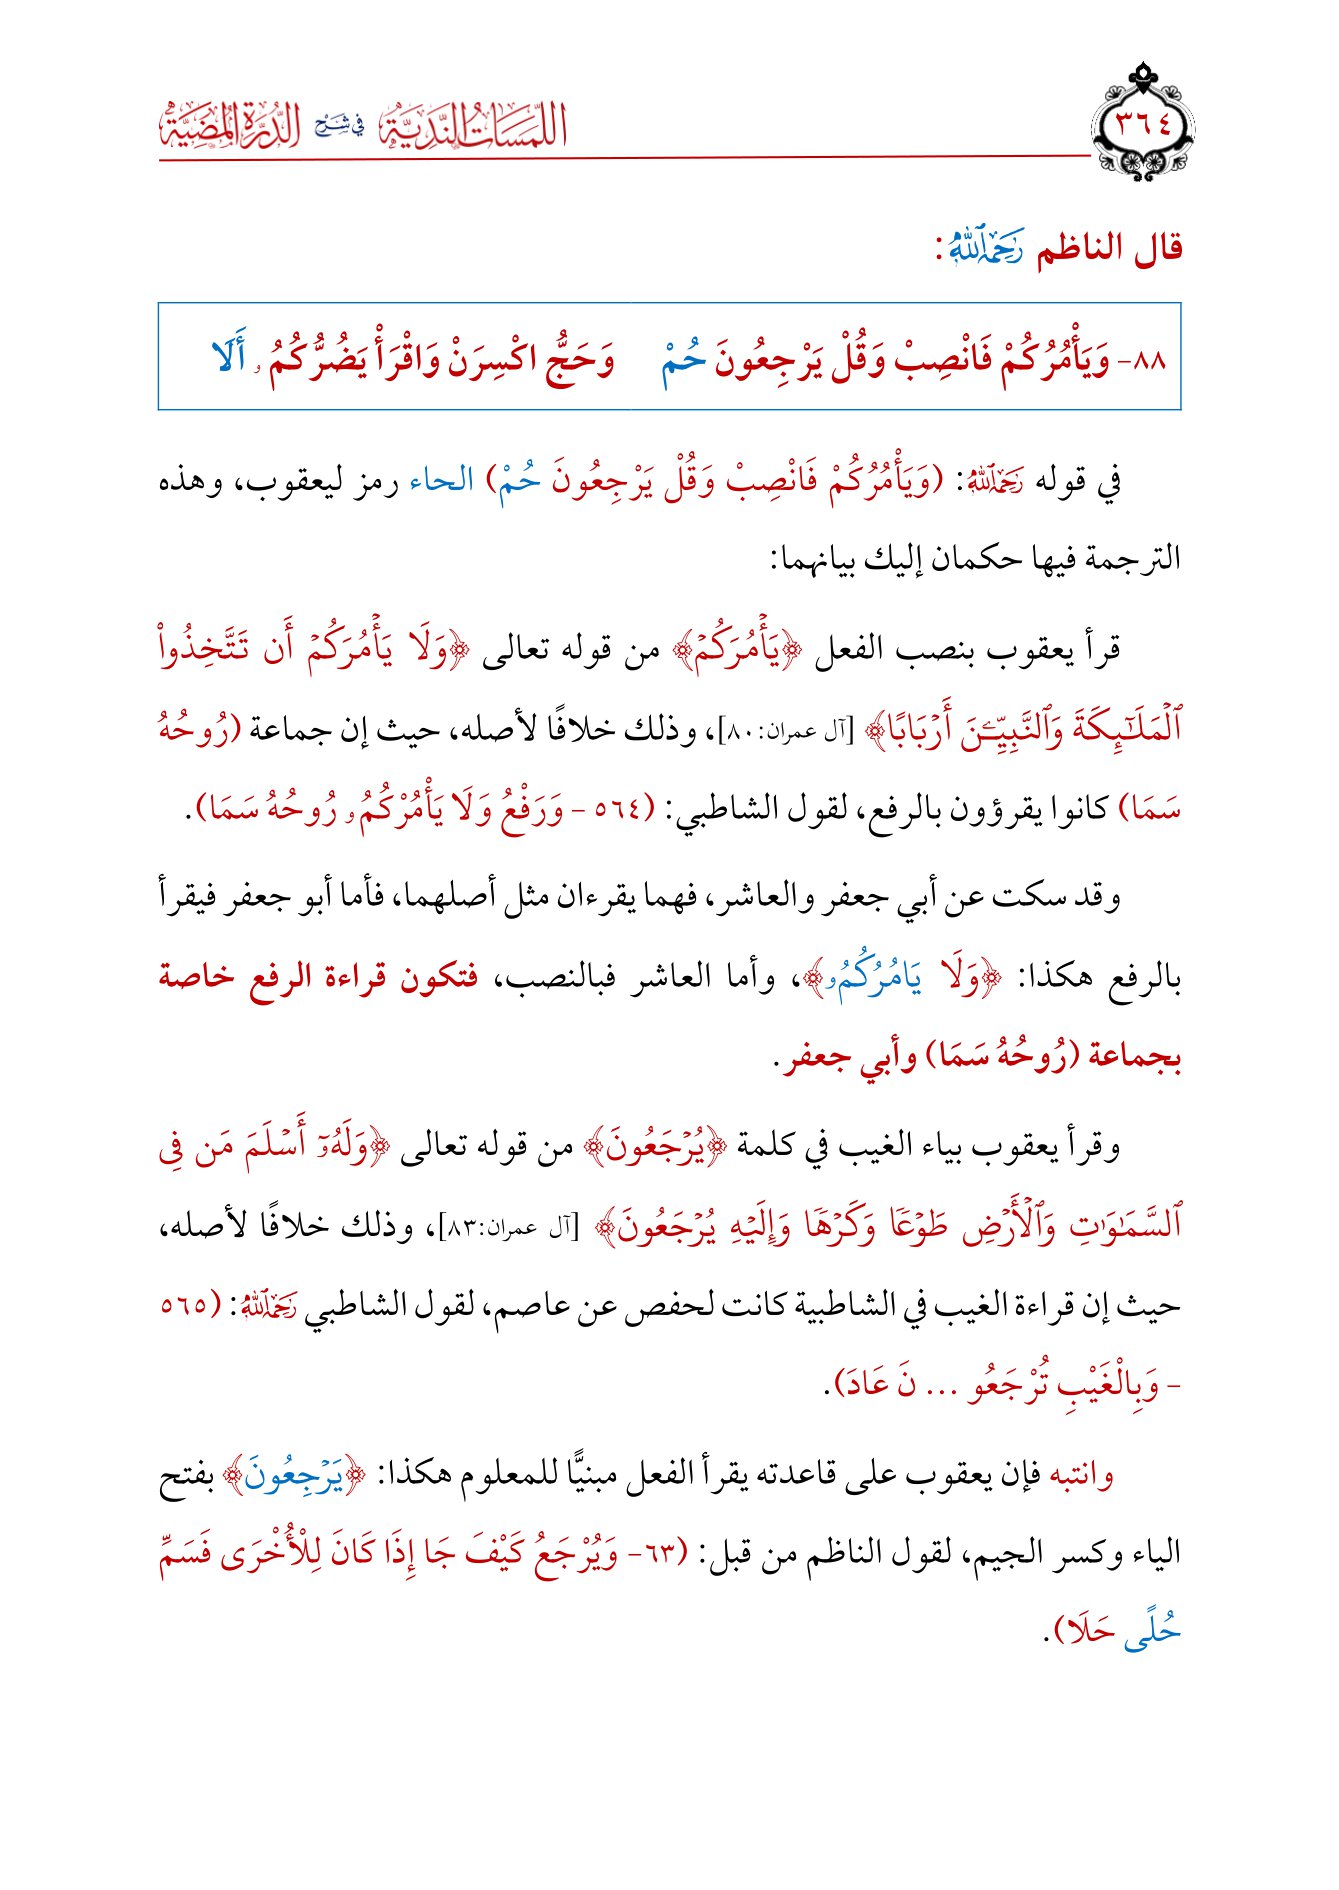 اللمسات الندية في شرح الدرة المضية
٣٦٤
قال الناظم رَحِمَهُ ٱللَّهُ:
٨٨- وَيَأْمُرُكُمْ فَانْصِبْ وَقُلْ يَرْجِعُونَ حُمْ وَحَجُّ اكْسِرَنْ وَاقْرَأْ يَضُرُّكُمُۥ أَلَا
في قوله رَحِمَهُ ٱللَّهُ: (وَيَأْمُرُكُمْ فَانْصِبْ وَقُلْ يَرْجِعُونَ حُمْ) الحاء رمز ليعقوب، وهذه
الترجمة فيها حكمان إليك بيانهما:
قرأ يعقوب بنصب الفعل ﴿يَأۡمُرَكُمۡ﴾ من قوله تعالى ﴿وَلَا يَأۡمُرَكُمۡ أَن تَتَّخِذُواْ
ٱلۡمَلَـٰٓئِكَةَ وَٱلنَّبِيِّـۧنَ أَرۡبَابًا﴾ [آل عمران:٨٠]، وذلك خلافًا لأصله، حيث إن جماعة (رُوحُهُ
سَمَا) كانوا يقرؤون بالرفع، لقول الشاطبي: (٥٦٤ - وَرَفْعُ وَلَا يَأْمُرْكُمُۥ رُوحُهُ سَمَا).
وقد سكت عن أبي جعفر والعاشر، فهما يقرءان مثل أصلهما، فأما أبو جعفر فيقرأ
بالرفع هكذا: ﴿وَلَا يَامُرُكُمُۥ﴾، وأما العاشر فبالنصب، فتكون قراءة الرفع خاصة
بجماعة (رُوحُهُ سَمَا) وأبي جعفر.
وقرأ يعقوب بياء الغيب في كلمة ﴿يُرۡجَعُونَ﴾ من قوله تعالى ﴿وَلَهُۥٓ أَسۡلَمَ مَن فِى
ٱلسَّمَـٰوَٰتِ وَٱلۡأَرۡضِ طَوۡعٗا وَكَرۡهٗا وَإِلَيۡهِ يُرۡجَعُونَ﴾ [آل عمران:٨٣]، وذلك خلافًا لأصله،
حيث إن قراءة الغيب في الشاطبية كانت لحفص عن عاصم، لقول الشاطبي رَحِمَهُ ٱللَّهُ: (٥٦٥
- وَبِالْغَيْبِ تُرْجَعُو ... نَ عَادَ).
وانتبه فإن يعقوب على قاعدته يقرأ الفعل مبنيًّا للمعلوم هكذا: ﴿يَرۡجِعُونَ﴾ بفتح
الياء وكسر الجيم، لقول الناظم من قبل: (٦٣- وَيُرْجَعُ كَيْفَ جَا إِذَا كَانَ لِلْأُخْرَى فَسَمِّ
حُلًى حَلَا).